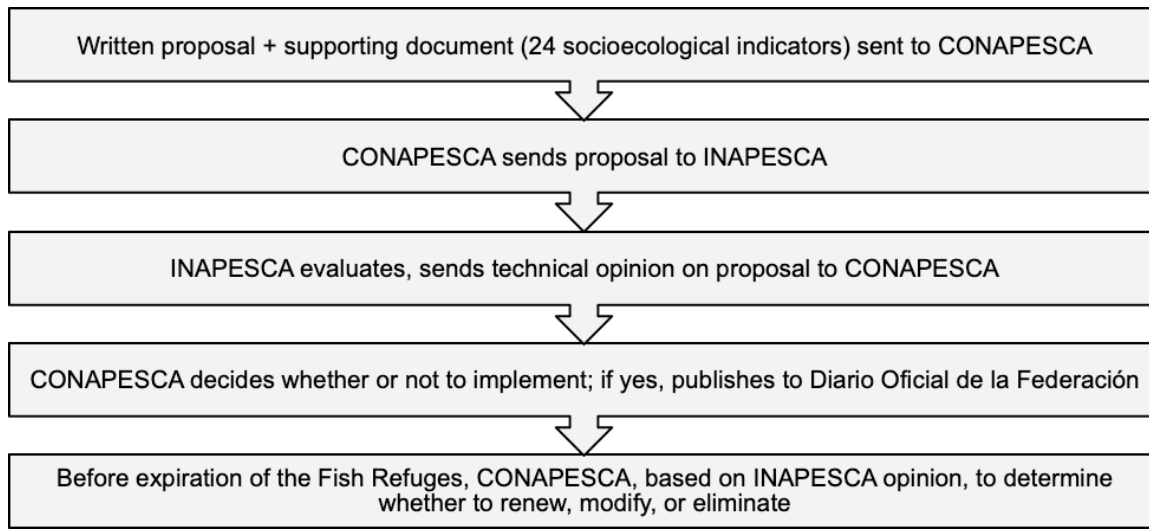 Written proposal + supporting document (24 socioecological indicators) sent to CONAPESCA
CONAPESCA sends proposal to INAPESCA
INAPESCA evaluates, sends technical opinion on proposal to CONAPESCA
CONAPESCA decides whether or not to implement; if yes, publishes to Diario Oficial de la Federación
Before expiration of the Fish Refuges, CONAPESCA, based on INAPESCA opinion, to determine
whether to renew, modify, or eliminate